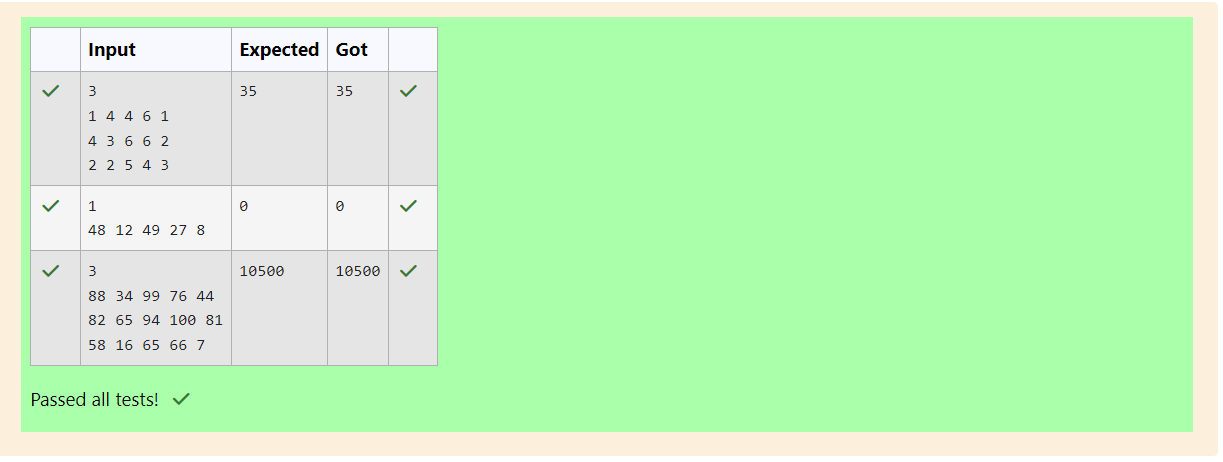 Input Expected Got
3 35 35
1 4 4 6 1
4 3 6 6 2
2 2 5 4 3
1 0 0
48 12 49 27 8
3 10500 10500
88 34 99 76 44
82 65 94 100 81
58 16 65 66 7
Passed all tests!